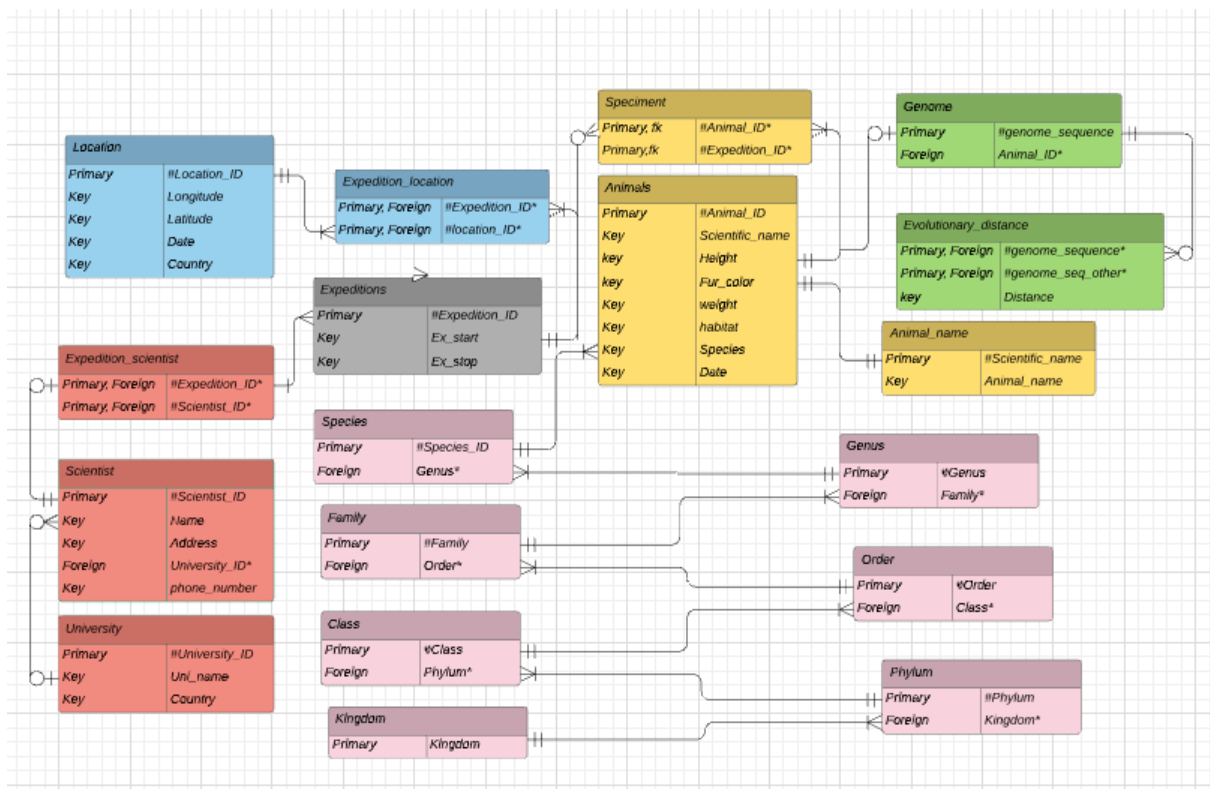 Location
Primary #Location_ID
Key Longitude
Key Latitude
Key Date
Key Country
Expedition_location
Primary, Foreign #Expedition_ID*
Primary, Foreign #location_ID*
Speciment
Primary, fk #Animal_ID*
Primary,fk #Expedition_ID*
Genome
Primary #genome_sequence
Foreign Animal_ID*
Animals
Primary #Animal_ID
Key Scientific_name
key Height
key Fur_color
Key weight
Key habitat
Key Species
Key Date
Evolutionary_distance
Primary, Foreign #genome_sequence*
Primary, Foreign #genome_seq_other*
key Distance
Expeditions
Primary #Expedition_ID
Key Ex_start
Key Ex_stop
Animal_name
Primary #Scientific_name
Key Animal_name
Expedition_scientist
Primary, Foreign #Expedition_ID*
Primary, Foreign #Scientist_ID*
Species
Primary #Species_ID
Foreign Genus*
Genus
Primary #Genus
Foreign Family*
Scientist
Primary #Scientist_ID
Key Name
Key Address
Foreign University_ID*
Key phone_number
Family
Primary #Family
Foreign Order*
Order
Primary #Order
Foreign Class*
University
Primary #University_ID
Key Uni_name
Key Country
Class
Primary #Class
Foreign Phylum*
Phylum
Primary #Phylum
Foreign Kingdom*
Kingdom
Primary Kingdom